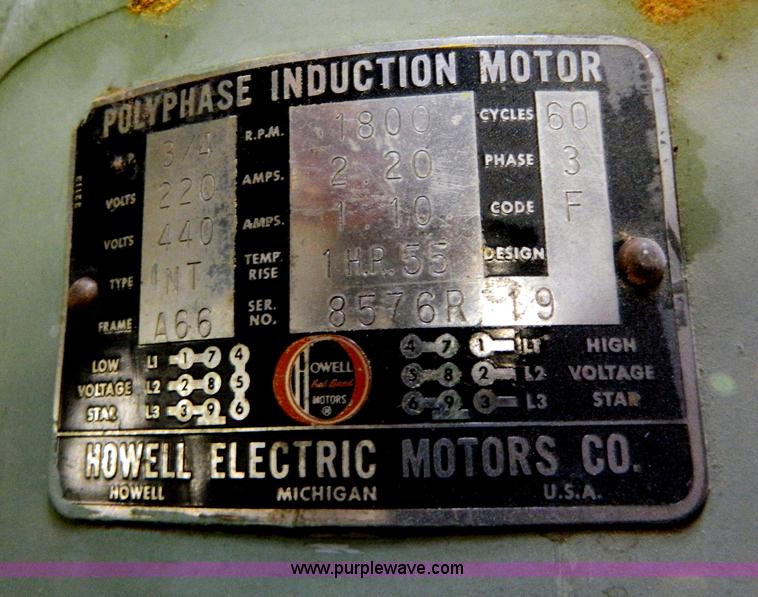 POLYPHASE INDUCTION MOTOR
H.P. 3/4 R.P.M. 1800 CYCLES 60
VOLTS 220 AMPS. 2.20 PHASE 3
VOLTS 440 AMPS. 1.10 CODE F
TYPE INT TEMP. RISE 1 H.R. 55 DESIGN
FRAME A66 SER. NO. 8576R 19
32113
LOW L1 1 7 4 HOWELL 4 7 1 L1 HIGH
VOLTAGE L2 2 8 5 Red Band 5 8 2 L2 VOLTAGE
STAR L3 3 9 6 MOTORS 6 9 3 L3 STAR
®
HOWELL ELECTRIC MOTORS CO.
HOWELL MICHIGAN U.S.A.
www.purplewave.com